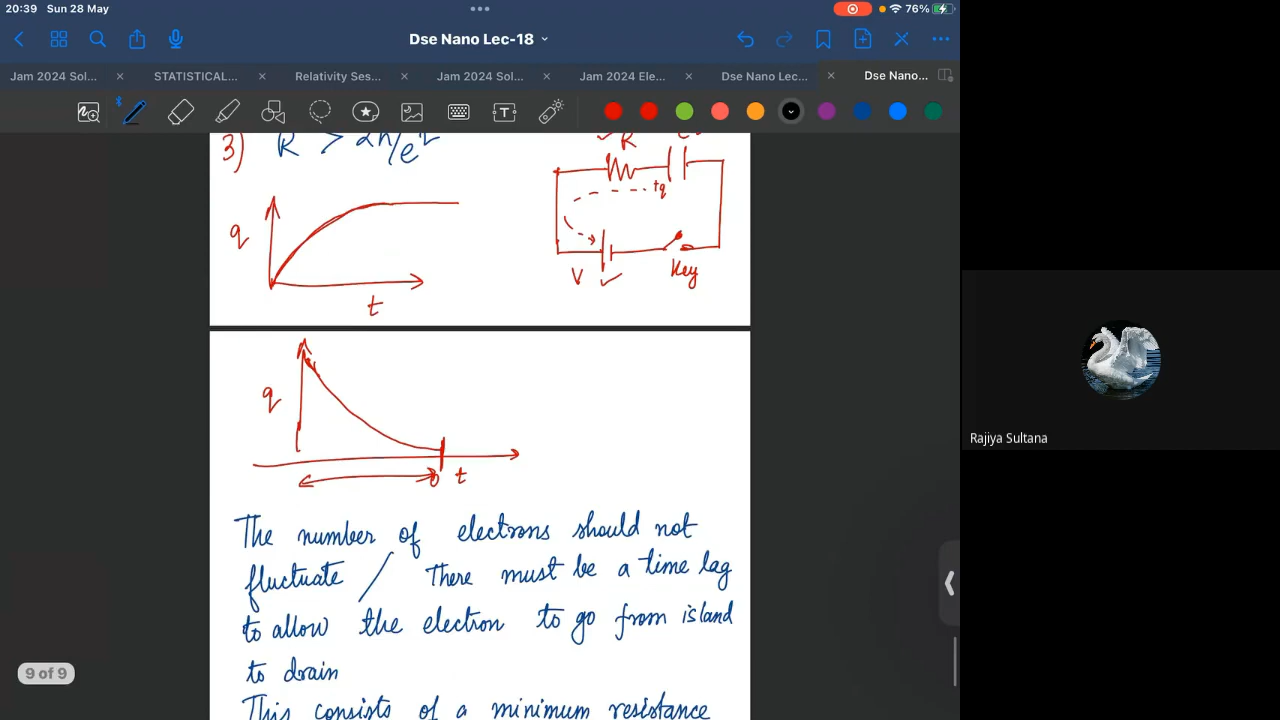 20:39 Sun 28 May
76%
Dse Nano Lec-18
Jam 2024 Sol...
STATISTICAL...
Relativity Ses...
Jam 2024 Sol...
Jam 2024 Ele...
Dse Nano Lec...
Dse Nano...
3) R > 2h/e²
R
+q
q
t
V
Key
q
t
The number of electrons should not
fluctuate / There must be a time lag
to allow the electron to go from island
to drain
This consists of a minimum resistance
9 of 9
Rajiya Sultana